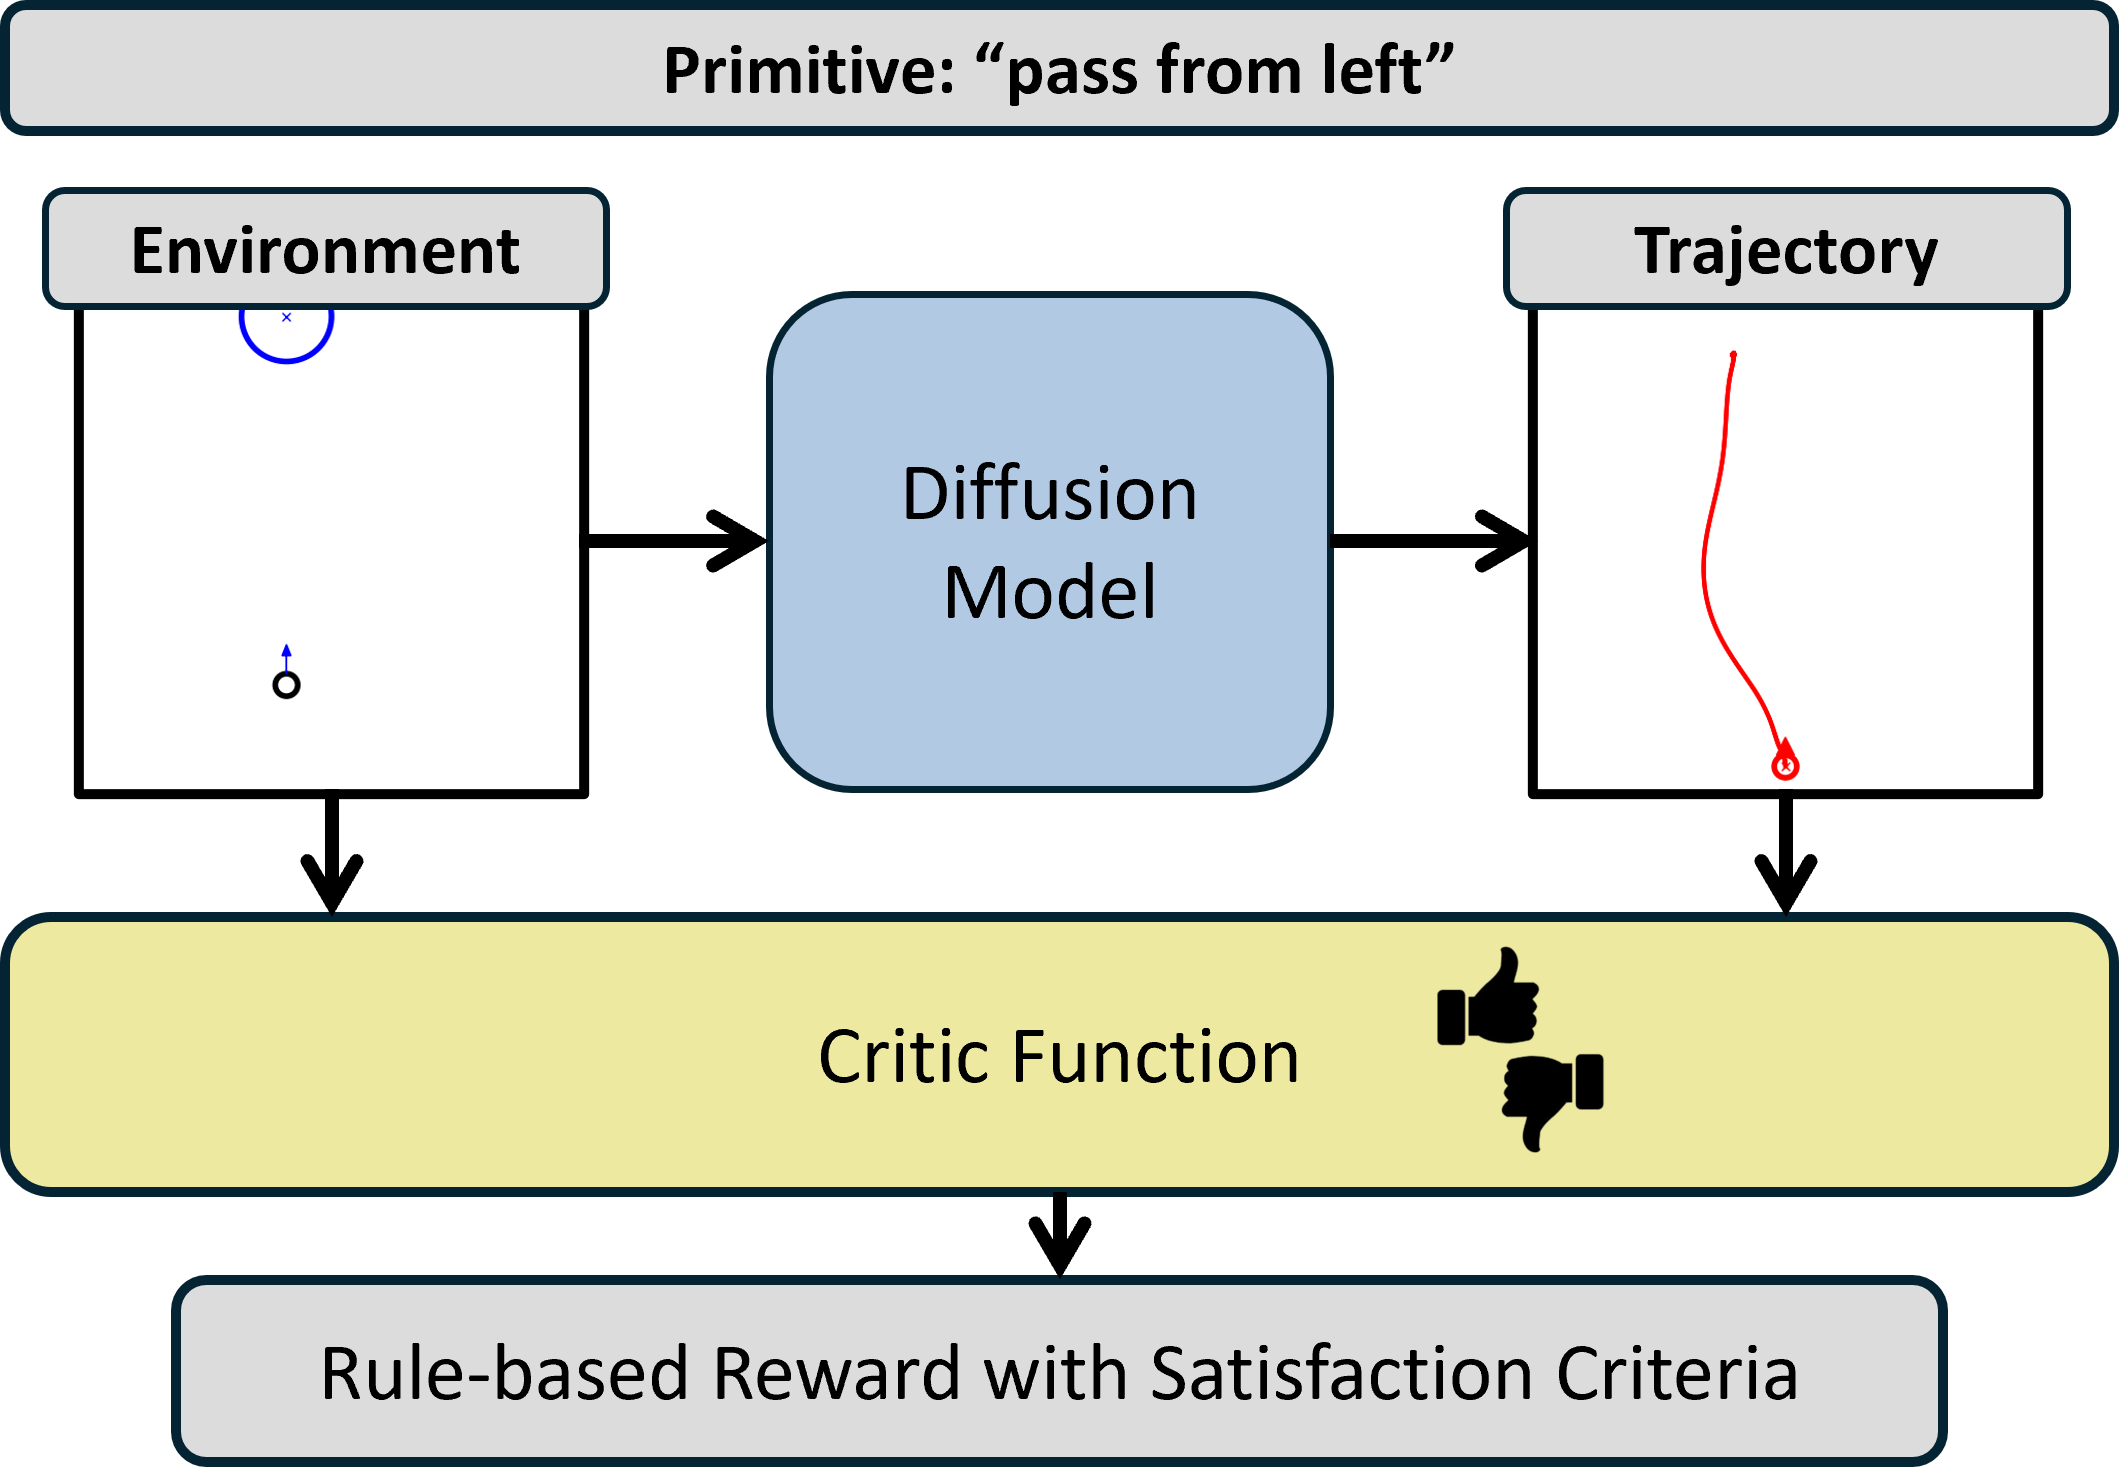 Primitive: “pass from left”
Environment
Trajectory
Diffusion
Model
Critic Function
Rule-based Reward with Satisfaction Criteria